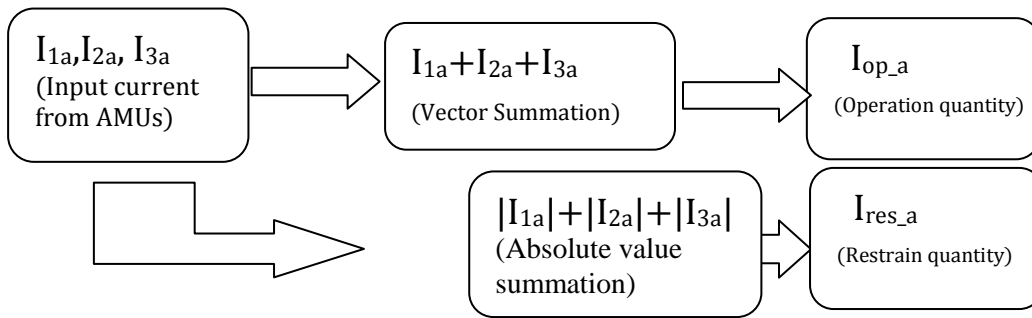 I1a,I2a, I3a
(Input current
from AMUs)
I1a+I2a+I3a
(Vector Summation)
Iop_a
(Operation quantity)
|I1a|+|I2a|+|I3a|
(Absolute value
summation)
Ires_a
(Restrain quantity)